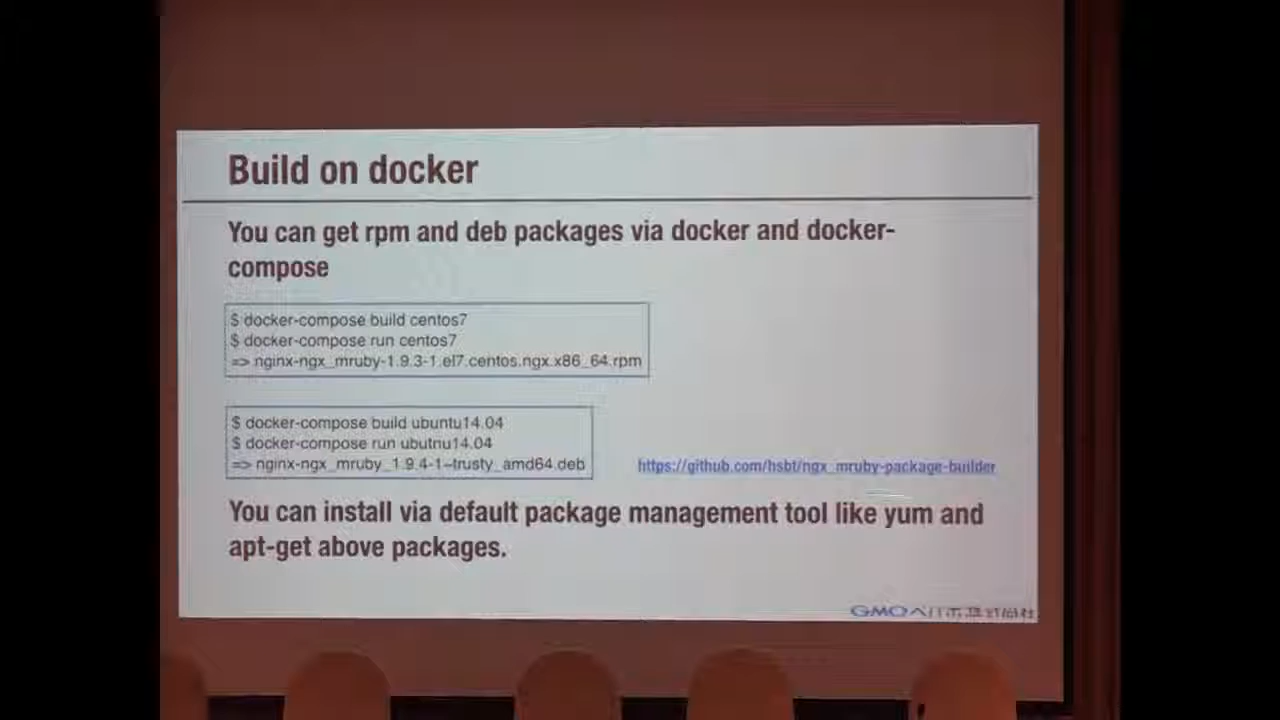 Build on docker
You can get rpm and deb packages via docker and docker-
compose
$ docker-compose build centos7
$ docker-compose run centos7
=> nginx-ngx_mruby-1.9.3-1.el7.centos.ngx.x86_64.rpm
$ docker-compose build ubuntu14.04
$ docker-compose run ubutnu14.04
=> nginx-ngx_mruby_1.9.4-1~trusty_amd64.deb
https://github.com/hsbt/ngx_mruby-package-builder
You can install via default package management tool like yum and
apt-get above packages.
GMO